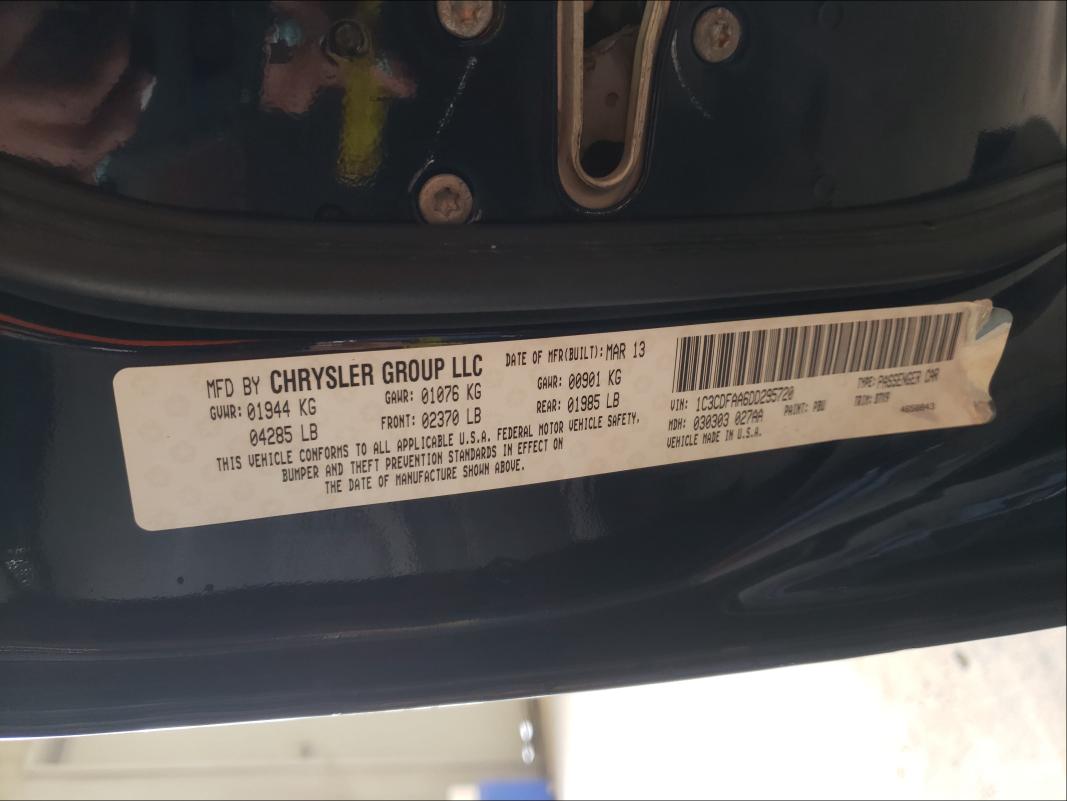 MFD BY CHRYSLER GROUP LLC
DATE OF MFR(BUILT): MAR 13
GVWR: 01944 KG
04285 LB
GAWR: 01076 KG
FRONT: 02370 LB
GAWR: 00901 KG
REAR: 01985 LB
THIS VEHICLE CONFORMS TO ALL APPLICABLE U.S.A. FEDERAL MOTOR VEHICLE SAFETY,
BUMPER AND THEFT PREVENTION STANDARDS IN EFFECT ON
THE DATE OF MANUFACTURE SHOWN ABOVE.
VIN: 1C3CDFAA6DD295720
TYPE: PASSENGER CAR
MDH: 030303 027AA
PAINT: PBU
TRIM:
VEHICLE MADE IN U.S.A.